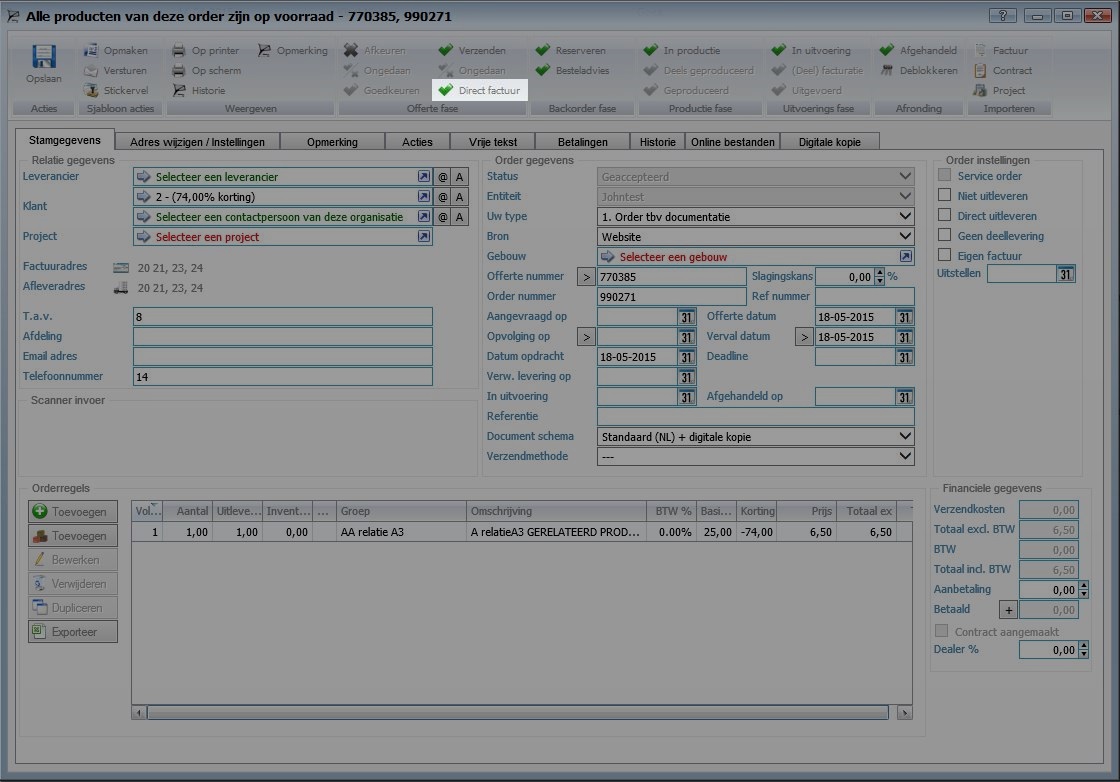 Alle producten van deze order zijn op voorraad - 770385, 990271
Opslaan
Acties
Opmaken
Versturen
Stickervel
Sjabloon acties
Op printer
Opmerking
Op scherm
Historie
Weergeven
Afkeuren
Verzenden
Ongedaan
Ongedaan
Goedkeuren
Direct factuur
Offerte fase
Reserveren
Besteladvies
Backorder fase
In productie
Deels geproduceerd
Geproduceerd
Productie fase
In uitvoering
(Deel) facturatie
Uitgevoerd
Uitvoerings fase
Afgehandeld
Deblokkeren
Afronding
Factuur
Contract
Project
Importeren
Stamgegevens
Adres wijzigen / Instellingen
Opmerking
Acties
Vrije tekst
Betalingen
Historie
Online bestanden
Digitale kopie
Relatie gegevens
Leverancier
Selecteer een leverancier
@ A
Klant
2 - (74,00% korting)
@ A
Selecteer een contactpersoon van deze organisatie
@ A
Project
Selecteer een project
Factuuradres
20 21, 23, 24
Afleveradres
20 21, 23, 24
T.a.v.
8
Afdeling
Email adres
Telefoonnummer
14
Scanner invoer
Order gegevens
Status
Geaccepteerd
Entiteit
Johntest
Uw type
1. Order tbv documentatie
Bron
Website
Gebouw
Selecteer een gebouw
Offerte nummer
>
770385
Slagingskans
0,00
%
Order nummer
990271
Ref nummer
Aangevraagd op
31
Offerte datum
18-05-2015
31
Opvolging op
>
31
Verval datum
>
18-05-2015
31
Datum opdracht
18-05-2015
31
Deadline
31
Verw. levering op
31
In uitvoering
31
Afgehandeld op
31
Referentie
Document schema
Standaard (NL) + digitale kopie
Verzendmethode
---
Order instellingen
Service order
Niet uitleveren
Direct uitleveren
Geen deellevering
Eigen factuur
Uitstellen
31
Orderregels
Toevoegen
Toevoegen
Bewerken
Verwijderen
Dupliceren
Exporteer
Vol... Aantal Uitleve... Invent... ... Groep Omschrijving BTW % Basi... Korting Prijs Totaal ex
1 1,00 1,00 0,00 AA relatie A3 A relatieA3 GERELATEERD PROD... 0.00% 25,00 -74,00 6,50 6,50
Financiele gegevens
Verzendkosten
0,00
Totaal excl. BTW
6,50
BTW
0,00
Totaal incl. BTW
6,50
Aanbetaling
0,00
Betaald
+
0,00
Contract aangemaakt
Dealer %
0,00